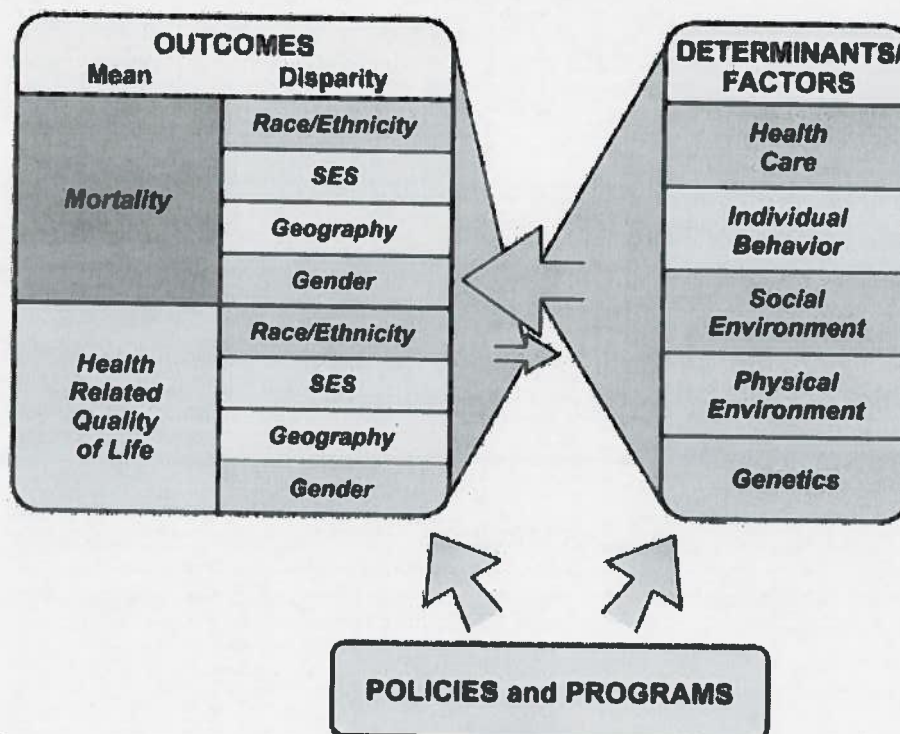 OUTCOMES
Mean Disparity
Mortality
Race/Ethnicity
SES
Geography
Gender
Health
Related
Quality
of Life
Race/Ethnicity
SES
Geography
Gender
DETERMINANTS/
FACTORS
Health
Care
Individual
Behavior
Social
Environment
Physical
Environment
Genetics
POLICIES and PROGRAMS